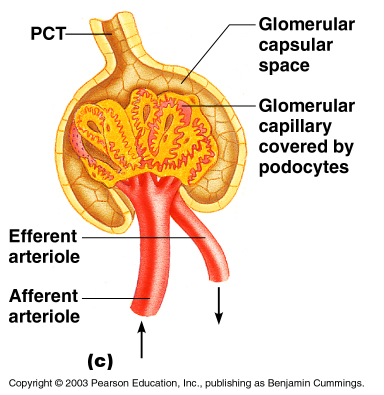 PCT
Glomerular
capsular
space
Glomerular
capillary
covered by
podocytes
Efferent
arteriole
Afferent
arteriole
(c)
Copyright © 2003 Pearson Education, Inc., publishing as Benjamin Cummings.